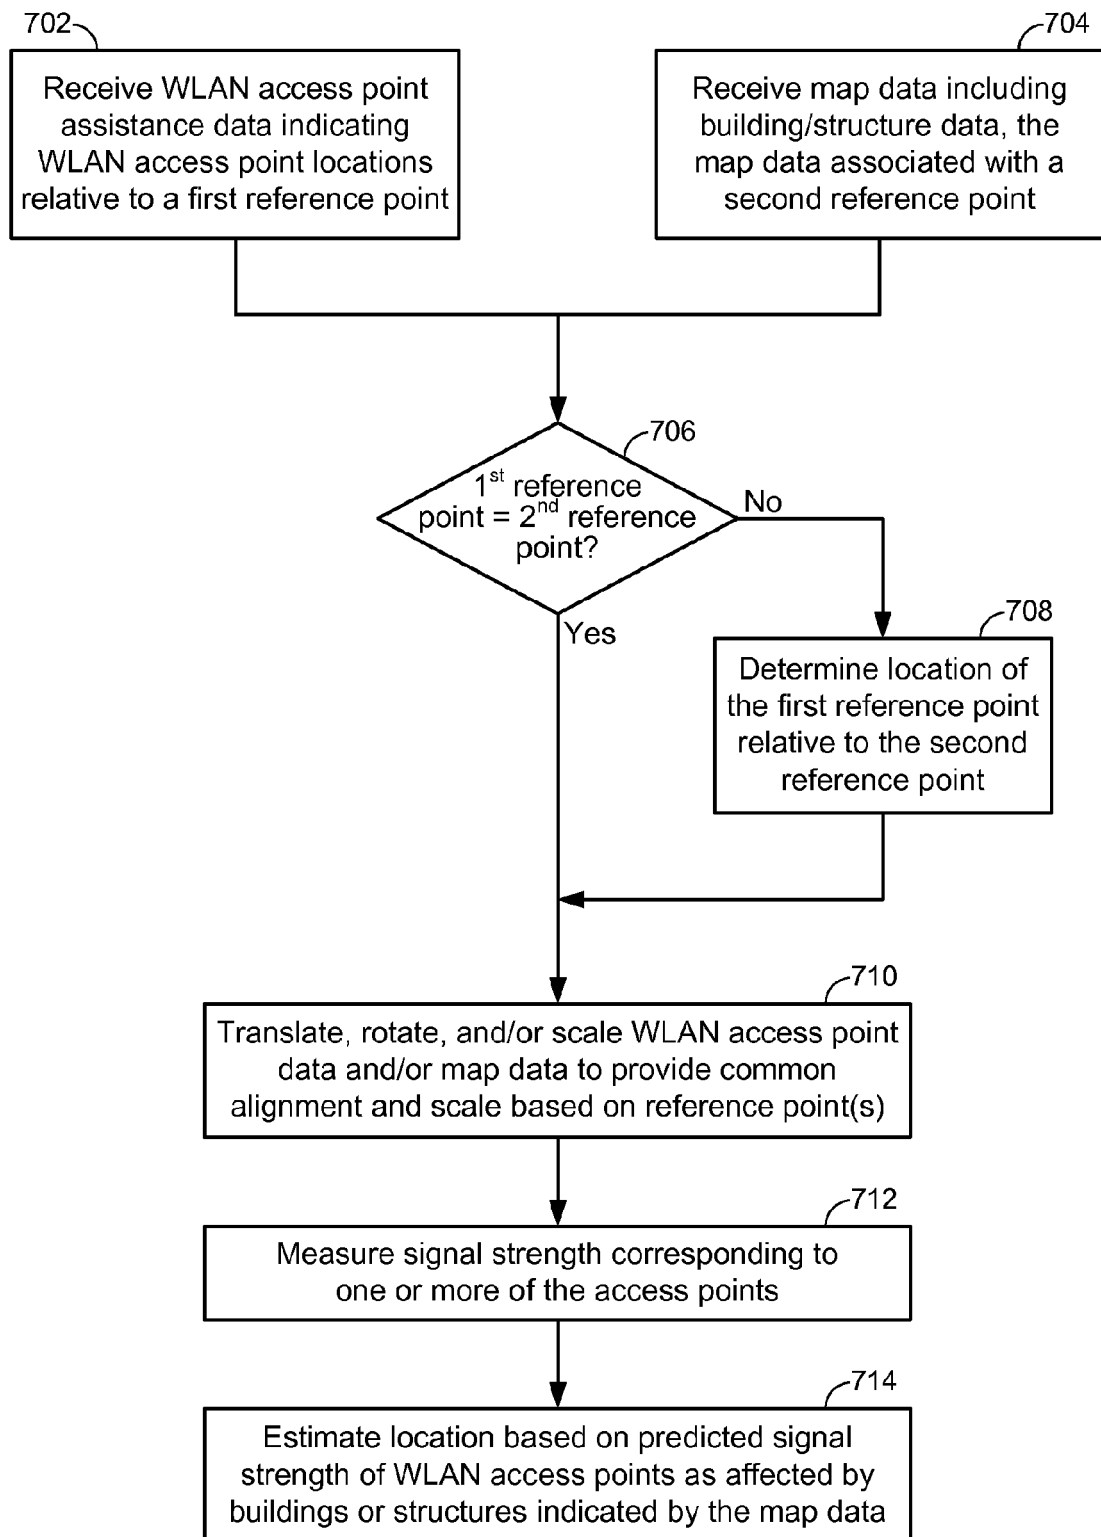 702
Receive WLAN access point
assistance data indicating
WLAN access point locations
relative to a first reference point
704
Receive map data including
building/structure data, the
map data associated with a
second reference point
706
1st reference
point = 2nd reference
point?
No
Yes
708
Determine location of
the first reference point
relative to the second
reference point
710
Translate, rotate, and/or scale WLAN access point
data and/or map data to provide common
alignment and scale based on reference point(s)
712
Measure signal strength corresponding to
one or more of the access points
714
Estimate location based on predicted signal
strength of WLAN access points as affected by
buildings or structures indicated by the map data